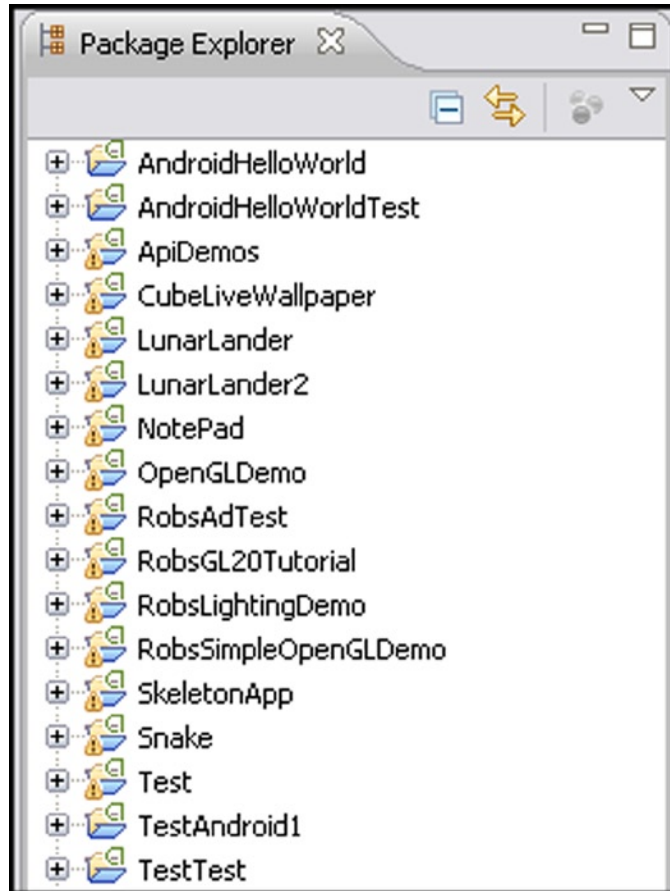 Package Explorer
AndroidHelloWorld
AndroidHelloWorldTest
ApiDemos
CubeLiveWallpaper
LunarLander
LunarLander2
NotePad
OpenGLDemo
RobsAdTest
RobsGL20Tutorial
RobsLightingDemo
RobsSimpleOpenGLDemo
SkeletonApp
Snake
Test
TestAndroid1
TestTest